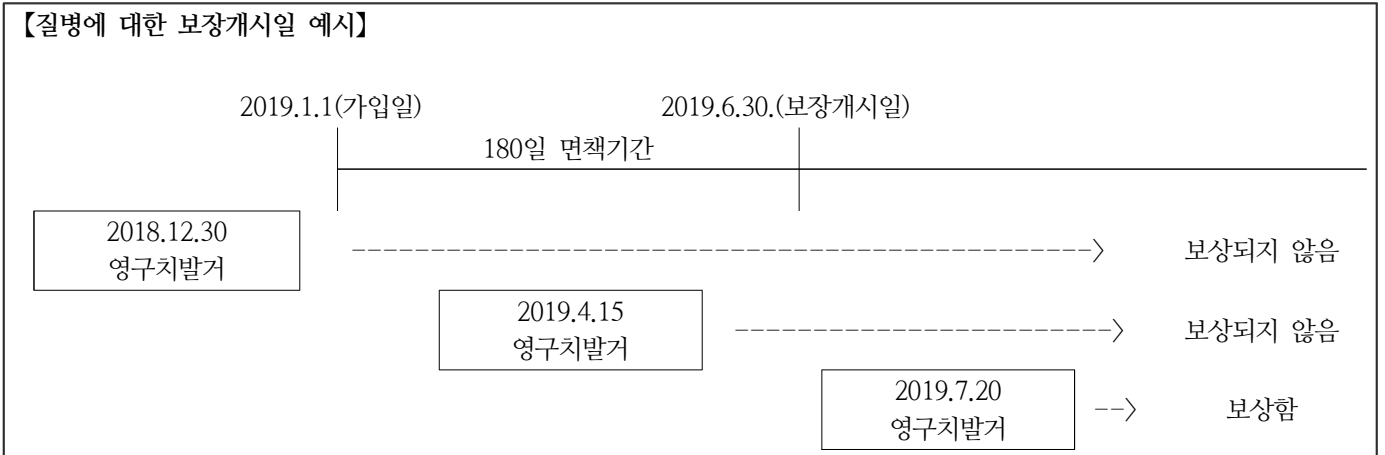 【질병에 대한 보장개시일 예시】
2019.1.1(가입일) 2019.6.30.(보장개시일)
180일 면책기간
2018.12.30
영구치발거
보상되지 않음
2019.4.15
영구치발거
보상되지 않음
2019.7.20
영구치발거
보상함